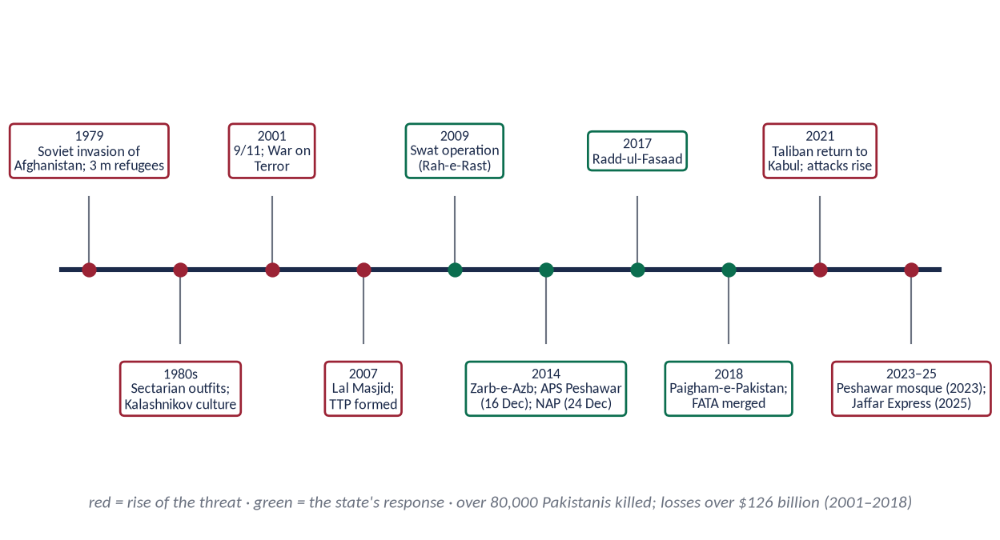 1979
Soviet invasion of
Afghanistan; 3 m refugees
2001
9/11; War on
Terror
2009
Swat operation
(Rah-e-Rast)
2017
Radd-ul-Fasaad
2021
Taliban return to
Kabul; attacks rise
1980s
Sectarian outfits;
Kalashnikov culture
2007
Lal Masjid;
TTP formed
2014
Zarb-e-Azb; APS Peshawar
(16 Dec); NAP (24 Dec)
2018
Paigham-e-Pakistan;
FATA merged
2023–25
Peshawar mosque (2023);
Jaffar Express (2025)
red = rise of the threat · green = the state's response · over 80,000 Pakistanis killed; losses over $126 billion (2001–2018)